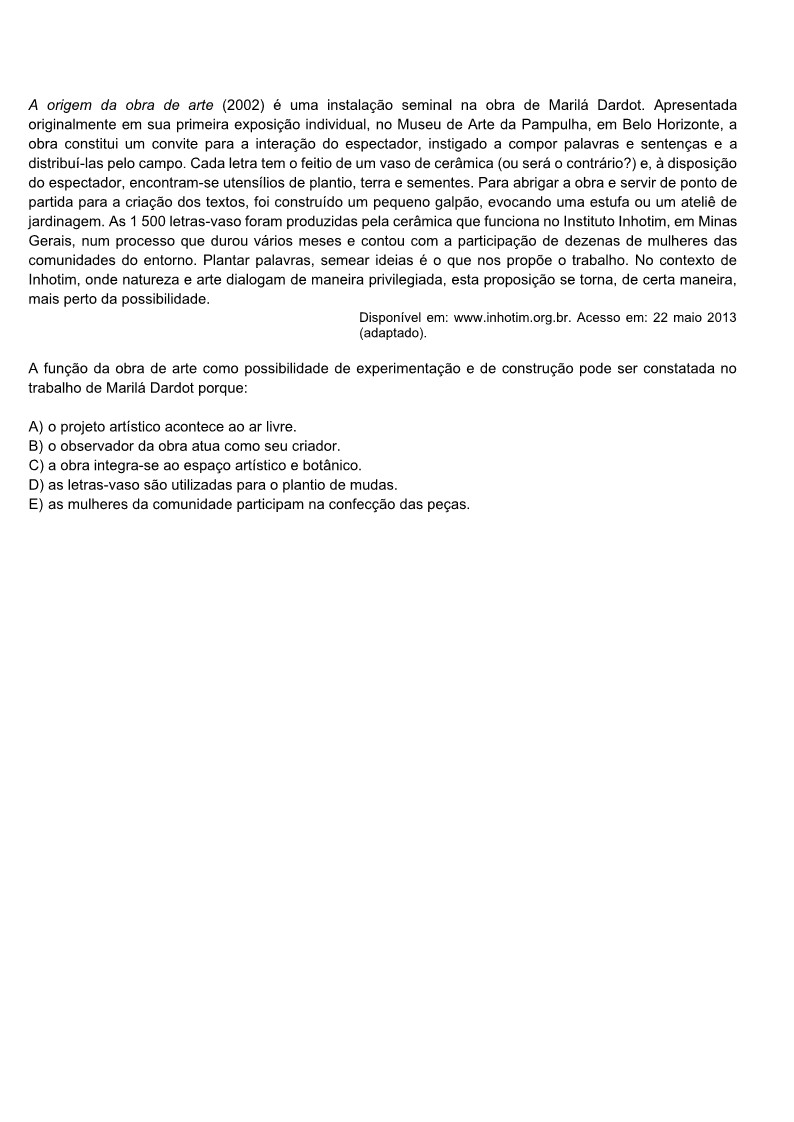 A origem da obra de arte (2002) é uma instalação seminal na obra de Marilá Dardot. Apresentada
originalmente em sua primeira exposição individual, no Museu de Arte da Pampulha, em Belo Horizonte, a
obra constitui um convite para a interação do espectador, instigado a compor palavras e sentenças e a
distribuí-las pelo campo. Cada letra tem o feitio de um vaso de cerâmica (ou será o contrário?) e, à disposição
do espectador, encontram-se utensílios de plantio, terra e sementes. Para abrigar a obra e servir de ponto de
partida para a criação dos textos, foi construído um pequeno galpão, evocando uma estufa ou um ateliê de
jardinagem. As 1 500 letras-vaso foram produzidas pela cerâmica que funciona no Instituto Inhotim, em Minas
Gerais, num processo que durou vários meses e contou com a participação de dezenas de mulheres das
comunidades do entorno. Plantar palavras, semear ideias é o que nos propõe o trabalho. No contexto de
Inhotim, onde natureza e arte dialogam de maneira privilegiada, esta proposição se torna, de certa maneira,
mais perto da possibilidade.
Disponível em: www.inhotim.org.br. Acesso em: 22 maio 2013
(adaptado).
A função da obra de arte como possibilidade de experimentação e de construção pode ser constatada no
trabalho de Marilá Dardot porque:
A) o projeto artístico acontece ao ar livre.
B) o observador da obra atua como seu criador.
C) a obra integra-se ao espaço artístico e botânico.
D) as letras-vaso são utilizadas para o plantio de mudas.
E) as mulheres da comunidade participam na confecção das peças.